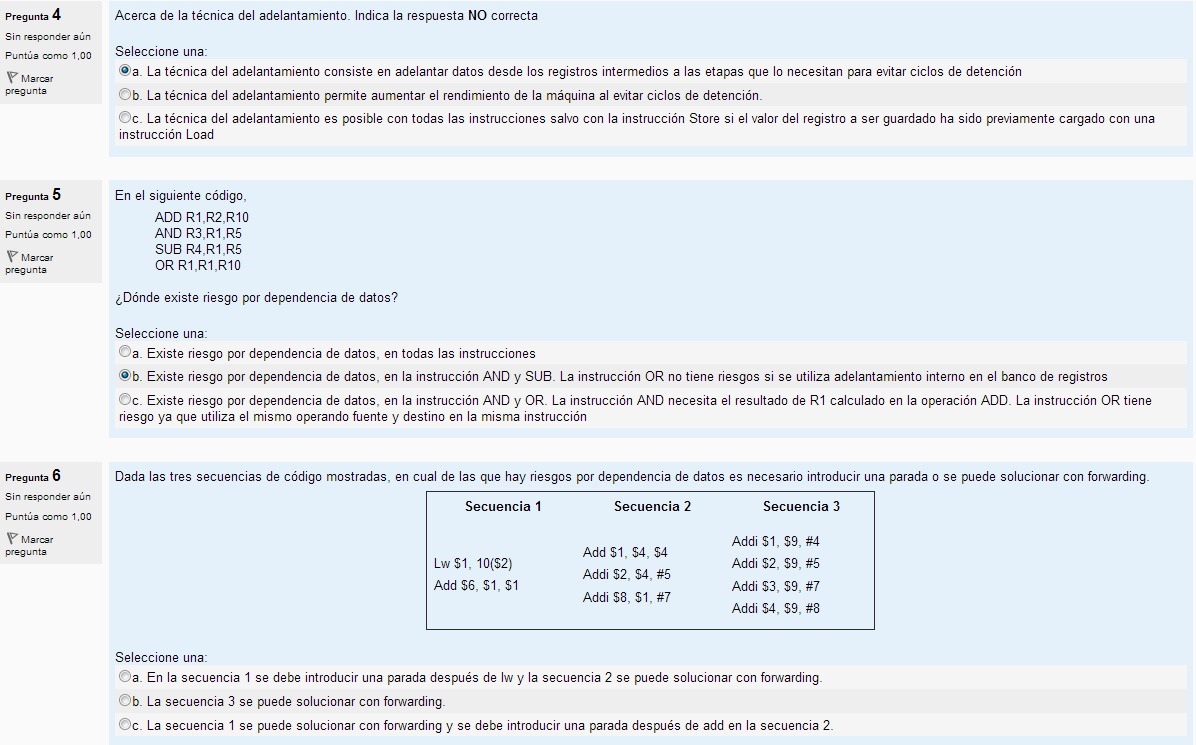 Pregunta 4
Sin responder aún
Puntúa como 1,00
Marcar
pregunta
Acerca de la técnica del adelantamiento. Indica la respuesta NO correcta
Seleccione una:
a. La técnica del adelantamiento consiste en adelantar datos desde los registros intermedios a las etapas que lo necesitan para evitar ciclos de detención
b. La técnica del adelantamiento permite aumentar el rendimiento de la máquina al evitar ciclos de detención.
c. La técnica del adelantamiento es posible con todas las instrucciones salvo con la instrucción Store si el valor del registro a ser guardado ha sido previamente cargado con una
instrucción Load
Pregunta 5
Sin responder aún
Puntúa como 1,00
Marcar
pregunta
En el siguiente código,
ADD R1,R2,R10
AND R3,R1,R5
SUB R4,R1,R5
OR R1,R1,R10
¿Dónde existe riesgo por dependencia de datos?
Seleccione una:
a. Existe riesgo por dependencia de datos, en todas las instrucciones
b. Existe riesgo por dependencia de datos, en la instrucción AND y SUB. La instrucción OR no tiene riesgos si se utiliza adelantamiento interno en el banco de registros
c. Existe riesgo por dependencia de datos, en la instrucción AND y OR. La instrucción AND necesita el resultado de R1 calculado en la operación ADD. La instrucción OR tiene
riesgo ya que utiliza el mismo operando fuente y destino en la misma instrucción
Pregunta 6
Sin responder aún
Puntúa como 1,00
Marcar
pregunta
Dada las tres secuencias de código mostradas, en cual de las que hay riesgos por dependencia de datos es necesario introducir una parada o se puede solucionar con forwarding.
Secuencia 1
Lw $1, 10($2)
Add $6, $1, $1
Secuencia 2
Add $1, $4, $4
Addi $2, $4, #5
Addi $8, $1, #7
Secuencia 3
Addi $1, $9, #4
Addi $2, $9, #5
Addi $3, $9, #7
Addi $4, $9, #8
Seleccione una:
a. En la secuencia 1 se debe introducir una parada después de lw y la secuencia 2 se puede solucionar con forwarding.
b. La secuencia 3 se puede solucionar con forwarding.
c. La secuencia 1 se puede solucionar con forwarding y se debe introducir una parada después de add en la secuencia 2.